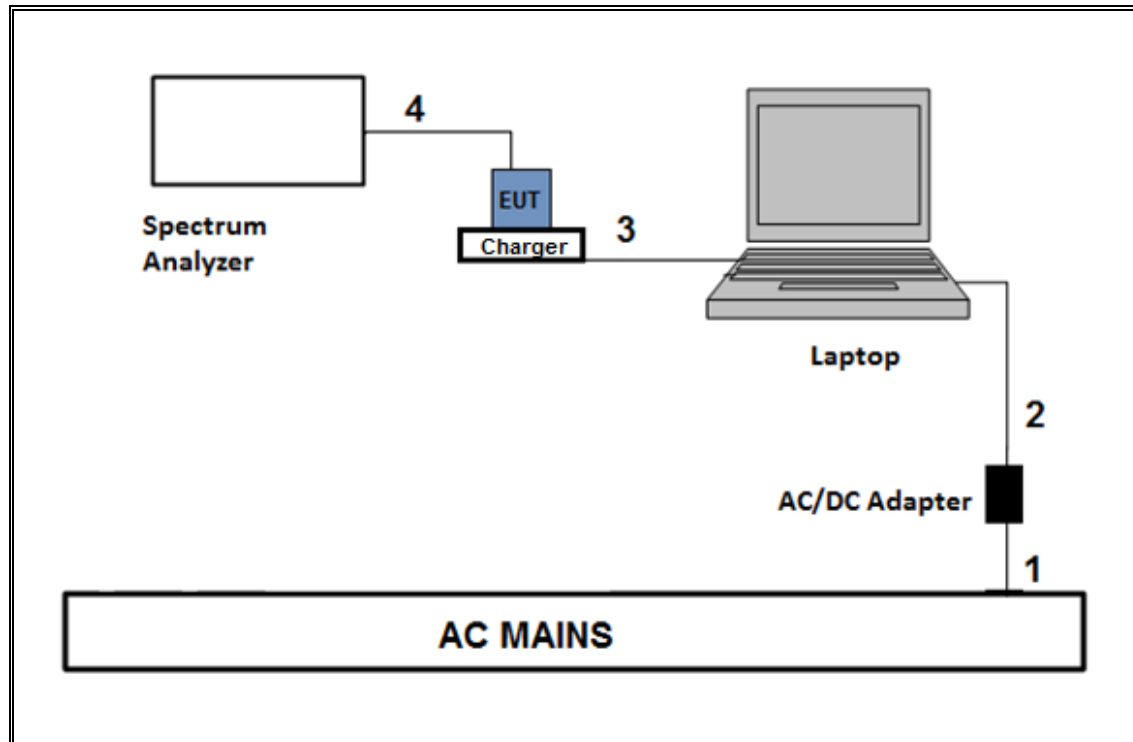 4
EUT
Charger
3
Spectrum
Analyzer
Laptop
2
AC/DC Adapter
1
AC MAINS